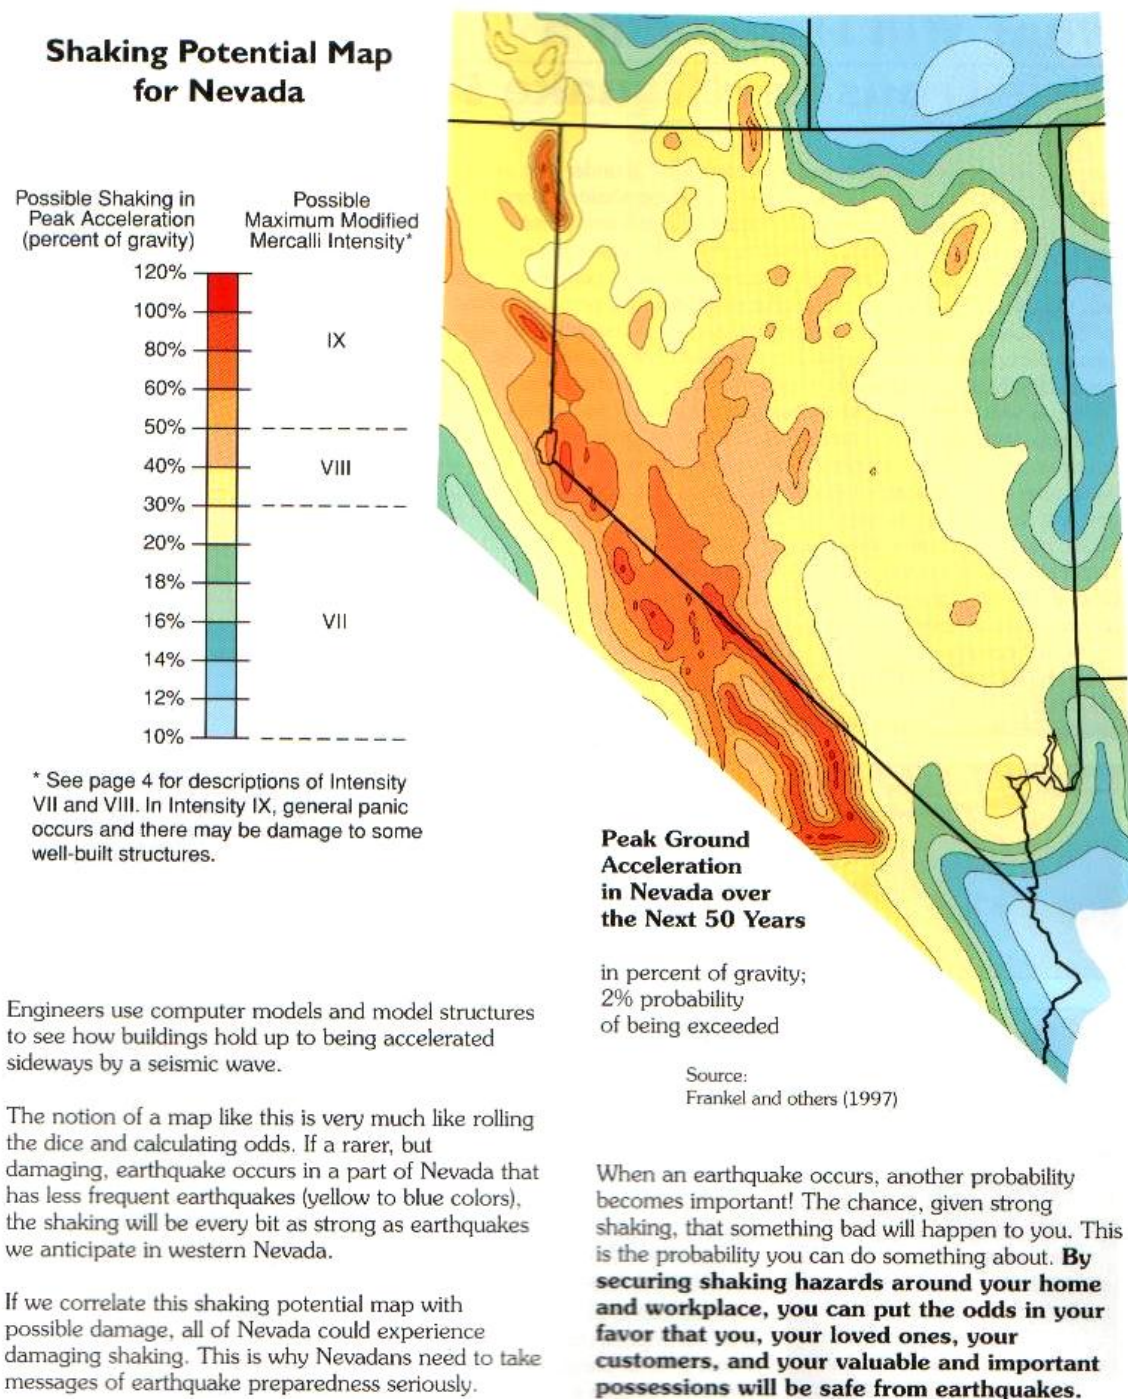 Shaking Potential Map
for Nevada
Possible Shaking in
Peak Acceleration
(percent of gravity)
Possible
Maximum Modified
Mercalli Intensity*
120%
100%
80%
IX
60%
50%
40%
VIII
30%
20%
18%
16%
VII
14%
12%
10%
* See page 4 for descriptions of Intensity
VII and VIII. In Intensity IX, general panic
occurs and there may be damage to some
well-built structures.
Peak Ground
Acceleration
in Nevada over
the Next 50 Years
in percent of gravity;
2% probability
of being exceeded
Source:
Frankel and others (1997)
Engineers use computer models and model structures
to see how buildings hold up to being accelerated
sideways by a seismic wave.
The notion of a map like this is very much like rolling
the dice and calculating odds. If a rarer, but
damaging, earthquake occurs in a part of Nevada that
has less frequent earthquakes (yellow to blue colors),
the shaking will be every bit as strong as earthquakes
we anticipate in western Nevada.
If we correlate this shaking potential map with
possible damage, all of Nevada could experience
damaging shaking. This is why Nevadans need to take
messages of earthquake preparedness seriously.
When an earthquake occurs, another probability
becomes important! The chance, given strong
shaking, that something bad will happen to you. This
is the probability you can do something about. By
securing shaking hazards around your home
and workplace, you can put the odds in your
favor that you, your loved ones, your
customers, and your valuable and important
possessions will be safe from earthquakes.